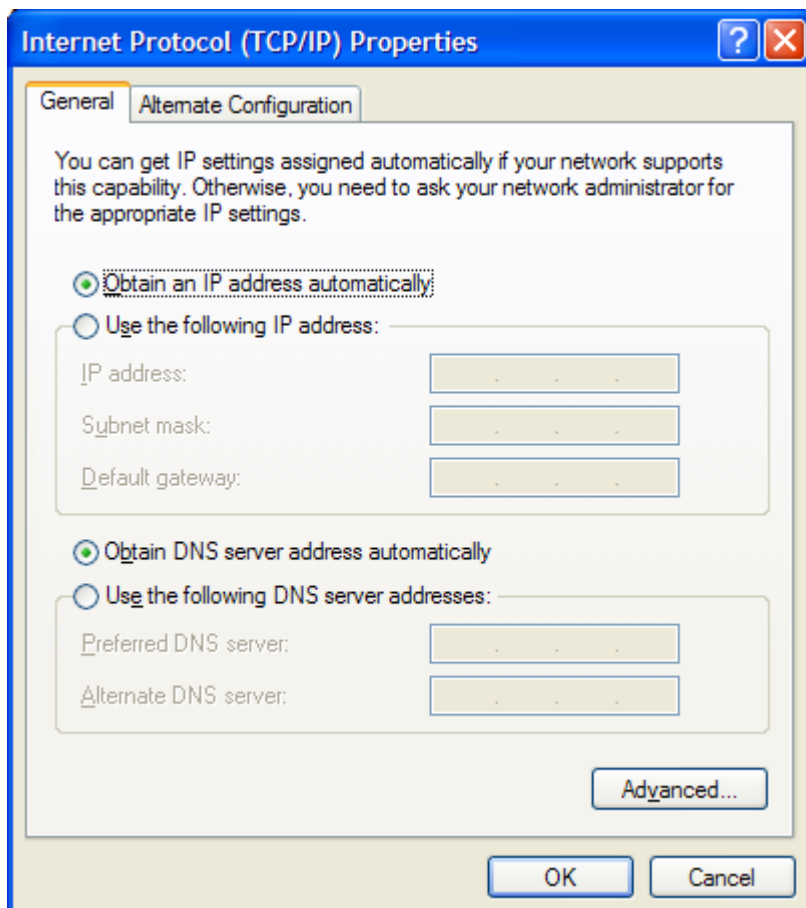 Internet Protocol (TCP/IP) Properties
General
Alternate Configuration
You can get IP settings assigned automatically if your network supports
this capability. Otherwise, you need to ask your network administrator for
the appropriate IP settings.
Obtain an IP address automatically
Use the following IP address:
IP address:
Subnet mask:
Default gateway:
Obtain DNS server address automatically
Use the following DNS server addresses:
Preferred DNS server:
Alternate DNS server:
Advanced...
OK
Cancel